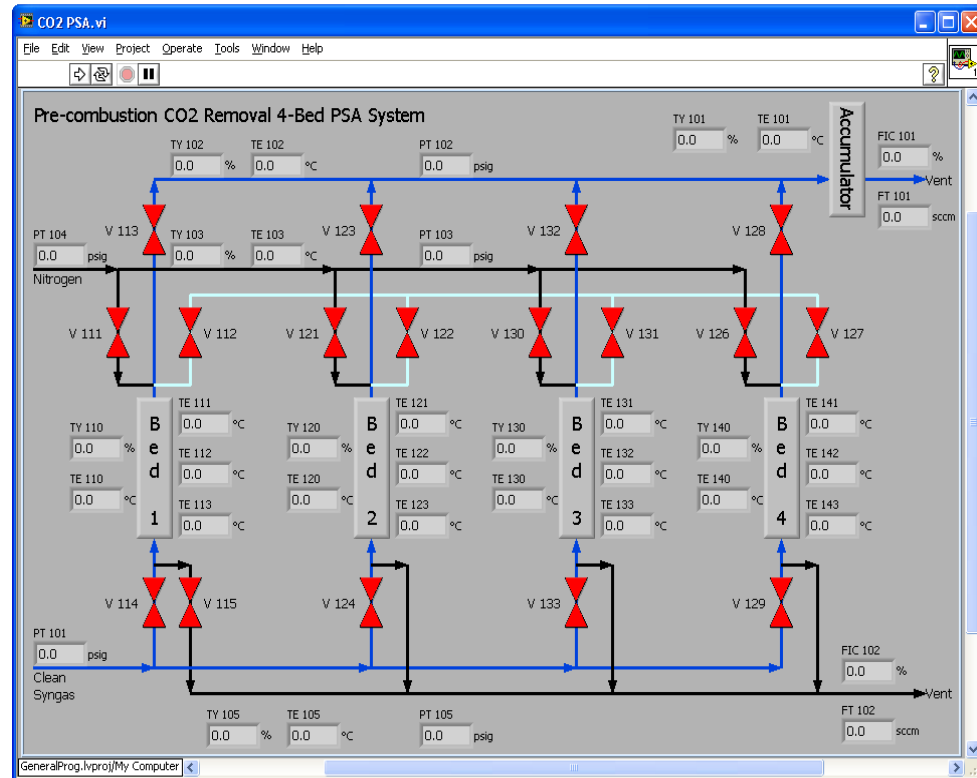 CO2 PSA.vi
File Edit View Project Operate Tools Window Help
Pre-combustion CO2 Removal 4-Bed PSA System
TY 101 TE 101
0.0 % 0.0 °C
Accumulator
FIC 101
0.0 %
Vent
FT 101
0.0 sccm
TY 102 TE 102 PT 102
0.0 % 0.0 °C 0.0 psig
V 113 V 123 V 132 V 128
PT 104 TY 103 TE 103 PT 103
0.0 psig 0.0 % 0.0 °C 0.0 psig
Nitrogen
V 111 V 112 V 121 V 122 V 130 V 131 V 126 V 127
Bed 1
TY 110
0.0 %
TE 110
0.0 °C
TE 111
0.0 °C
TE 112
0.0 °C
TE 113
0.0 °C
Bed 2
TY 120
0.0 %
TE 120
0.0 °C
TE 121
0.0 °C
TE 122
0.0 °C
TE 123
0.0 °C
Bed 3
TY 130
0.0 %
TE 130
0.0 °C
TE 131
0.0 °C
TE 132
0.0 °C
TE 133
0.0 °C
Bed 4
TY 140
0.0 %
TE 140
0.0 °C
TE 141
0.0 °C
TE 142
0.0 °C
TE 143
0.0 °C
V 114 V 115 V 124 V 133 V 129
PT 101
0.0 psig
Clean
Syngas
FIC 102
0.0 %
Vent
FT 102
0.0 sccm
TY 105 TE 105 PT 105
0.0 % 0.0 °C 0.0 psig
GeneralProg.lvproj/My Computer